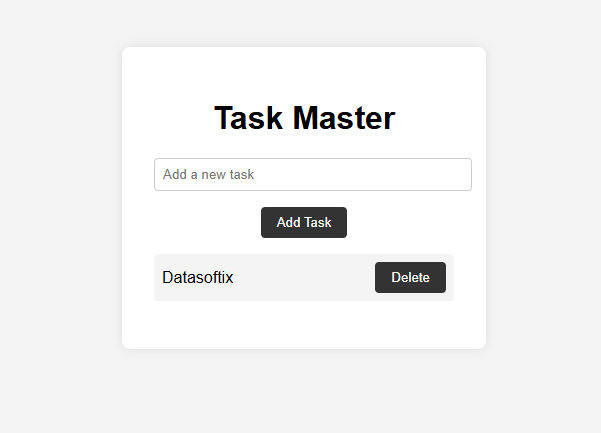 Task Master
Add a new task
Add Task
Datasoftix
Delete